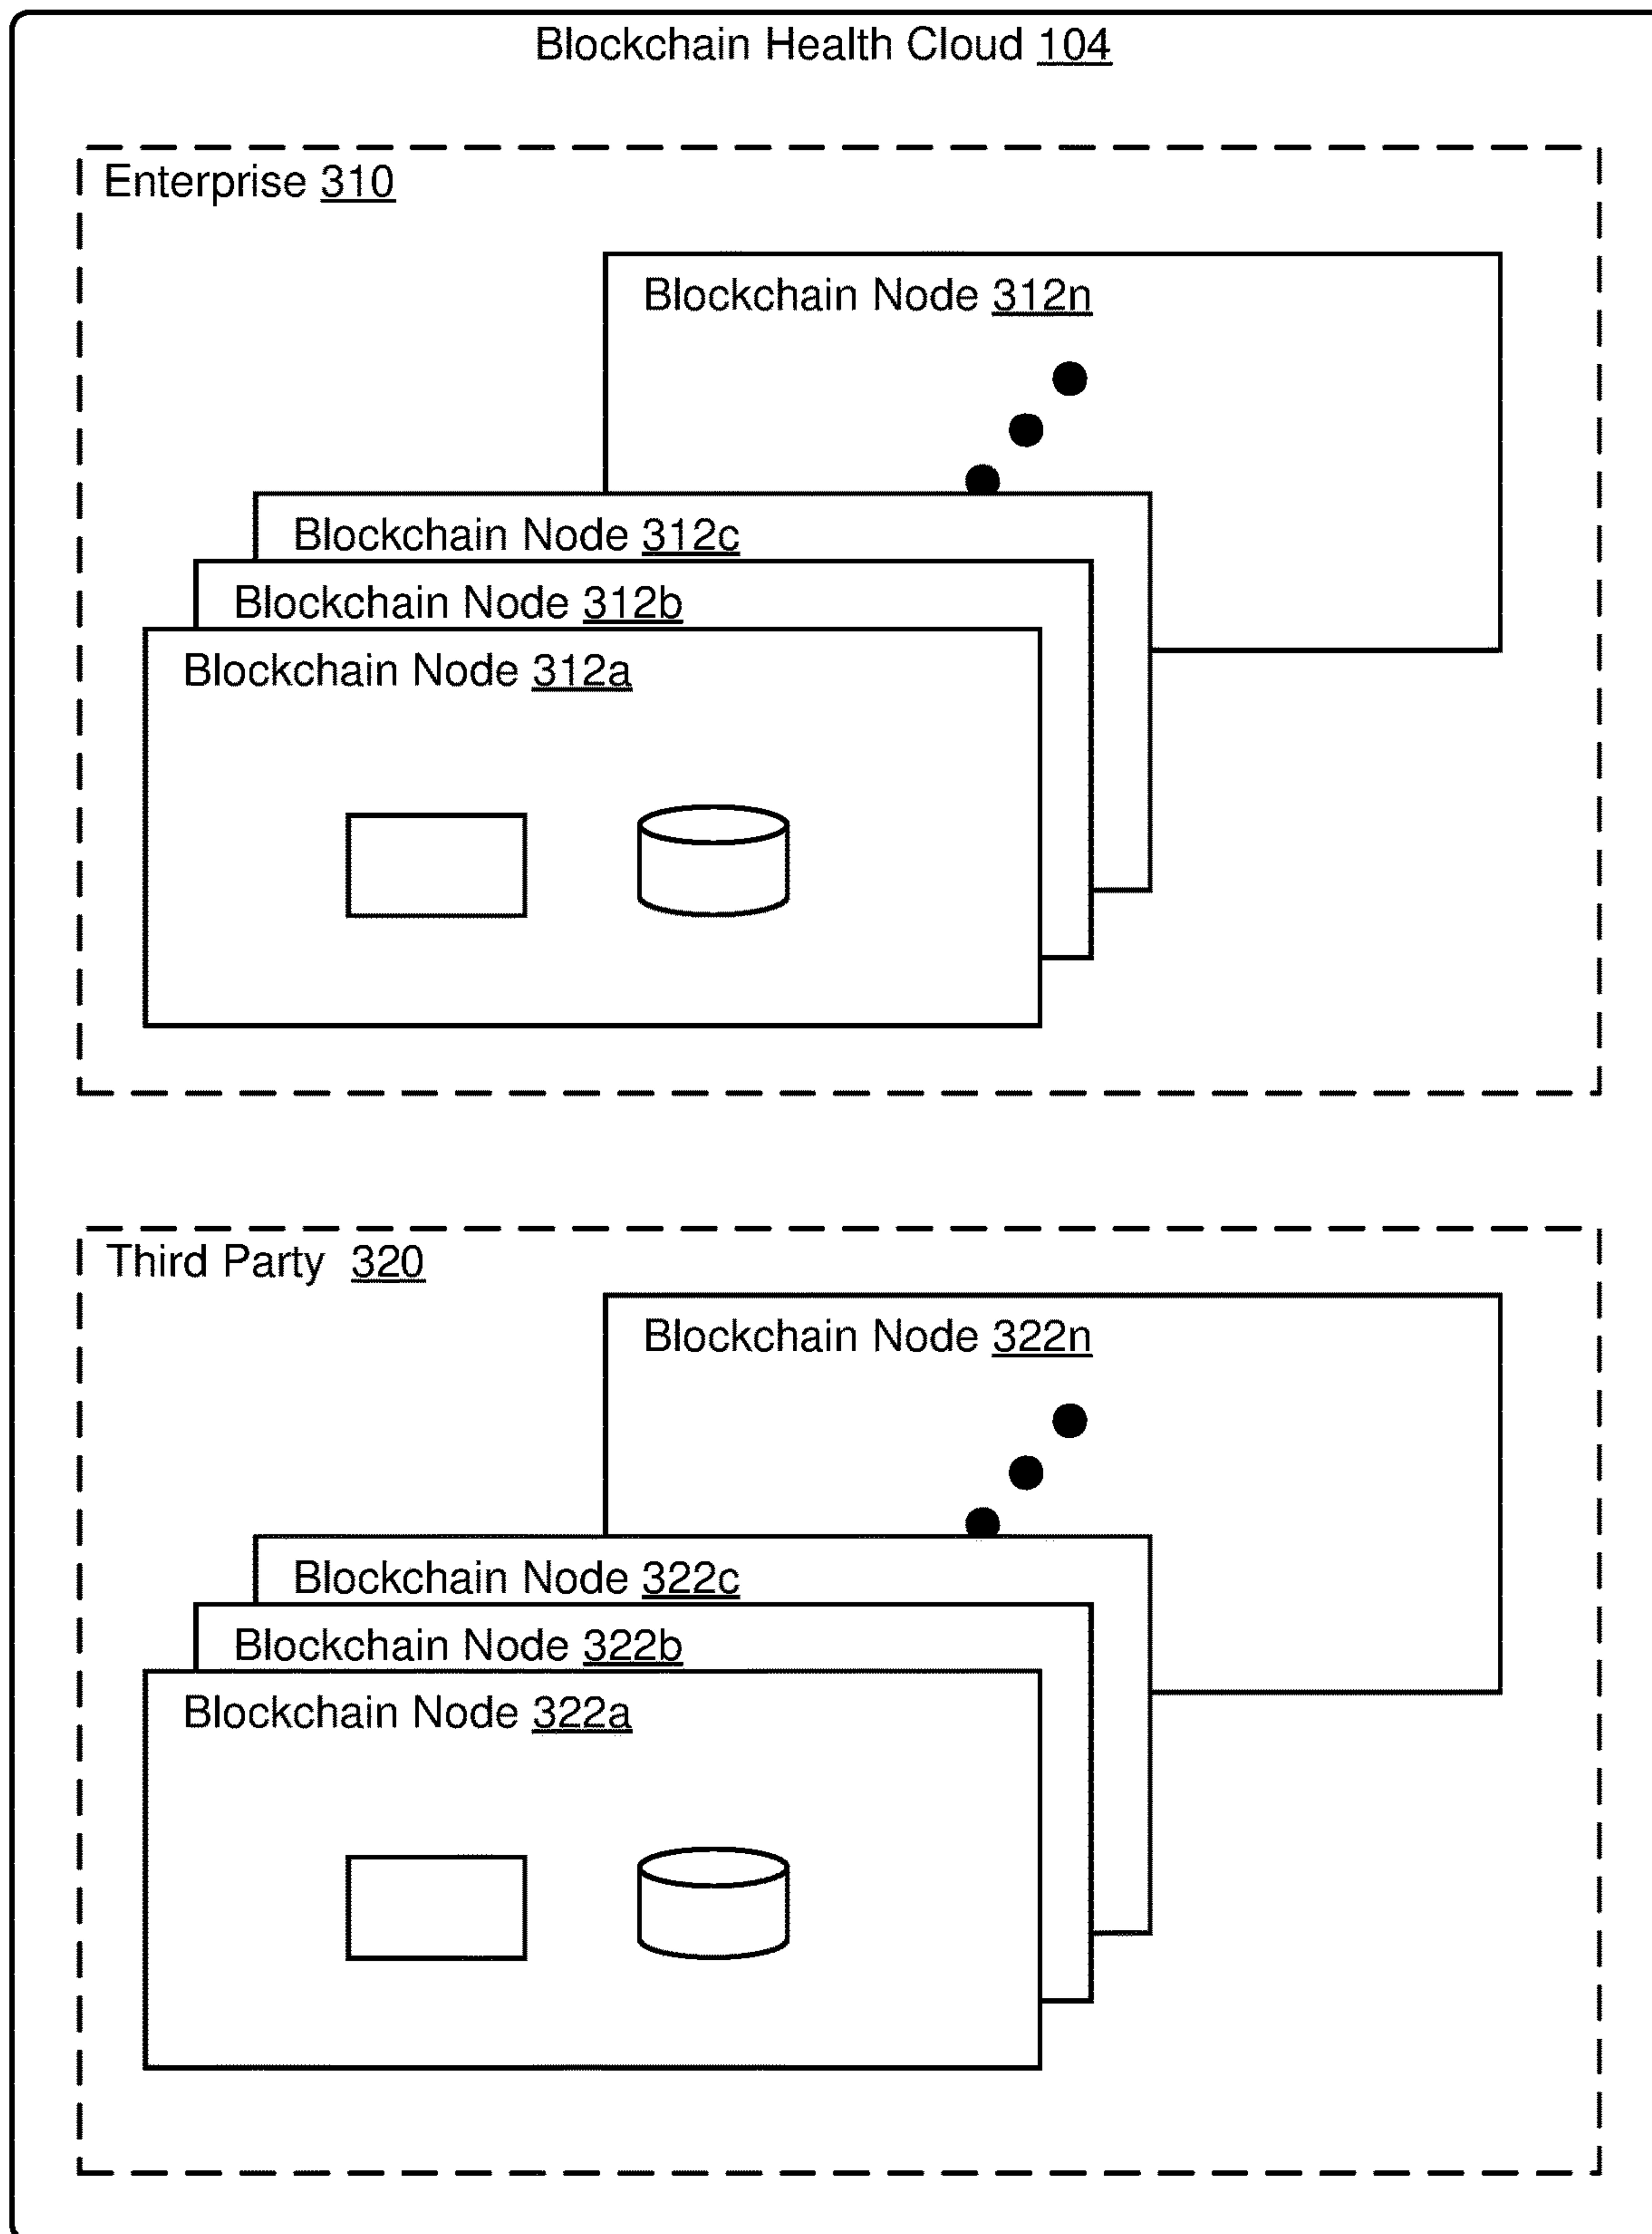 Blockchain Health Cloud 104
Enterprise 310
Blockchain Node 312n
Blockchain Node 312c
Blockchain Node 312b
Blockchain Node 312a
Third Party 320
Blockchain Node 322n
Blockchain Node 322c
Blockchain Node 322b
Blockchain Node 322a